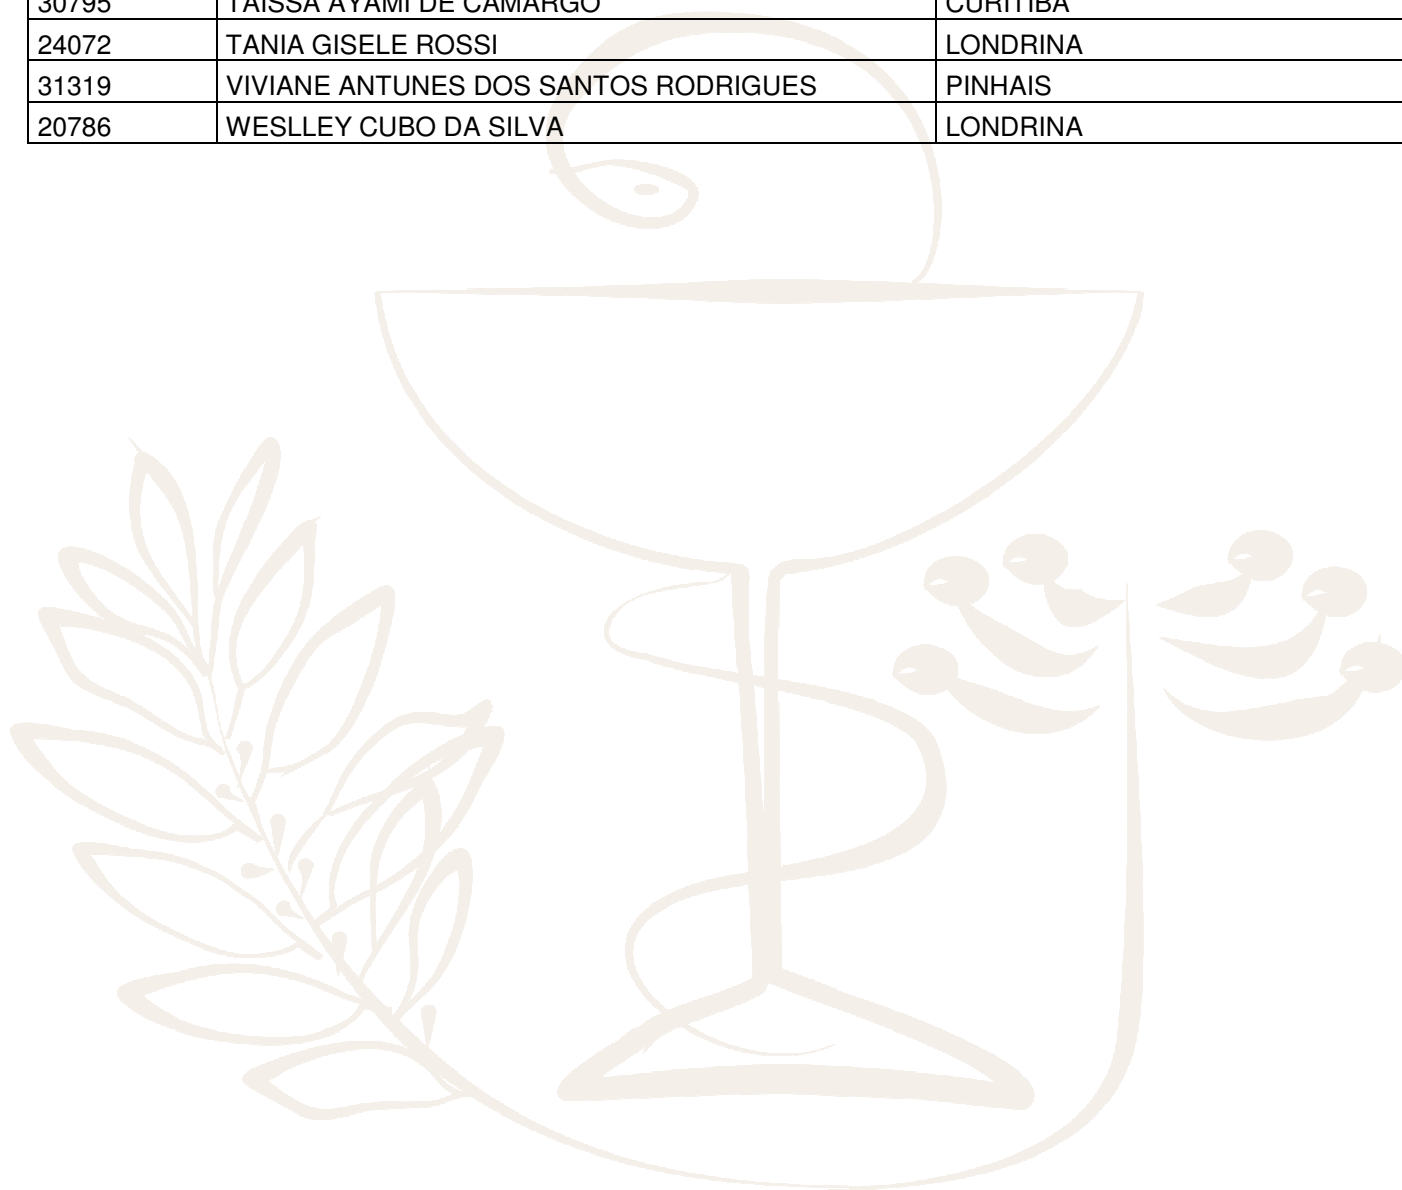 30795 TAISSA AYAMI DE CAMARGO CURITIBA
24072 TANIA GISELE ROSSI LONDRINA
31319 VIVIANE ANTUNES DOS SANTOS RODRIGUES PINHAIS
20786 WESLLEY CUBO DA SILVA LONDRINA